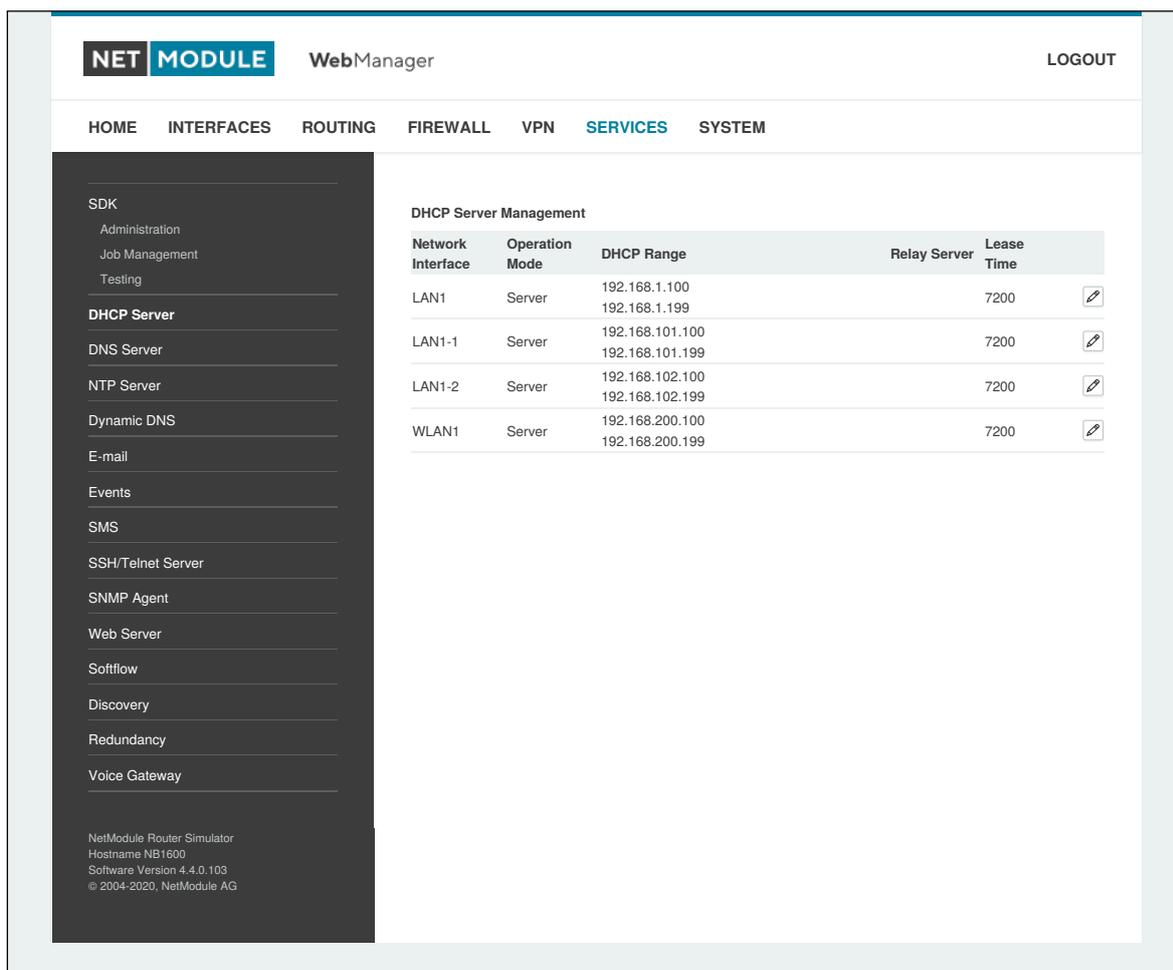 NET MODULE WebManager LOGOUT
HOME INTERFACES ROUTING FIREWALL VPN SERVICES SYSTEM
SDK
Administration
Job Management
Testing
DHCP Server
DNS Server
NTP Server
Dynamic DNS
E-mail
Events
SMS
SSH/Telnet Server
SNMP Agent
Web Server
Softflow
Discovery
Redundancy
Voice Gateway
NetModule Router Simulator
Hostname NB1600
Software Version 4.4.0.103
© 2004-2020, NetModule AG
DHCP Server Management
Network Interface Operation Mode DHCP Range Relay Server Lease Time
LAN1 Server 192.168.1.100 7200
192.168.1.199
LAN1-1 Server 192.168.101.100 7200
192.168.101.199
LAN1-2 Server 192.168.102.100 7200
192.168.102.199
WLAN1 Server 192.168.200.100 7200
192.168.200.199